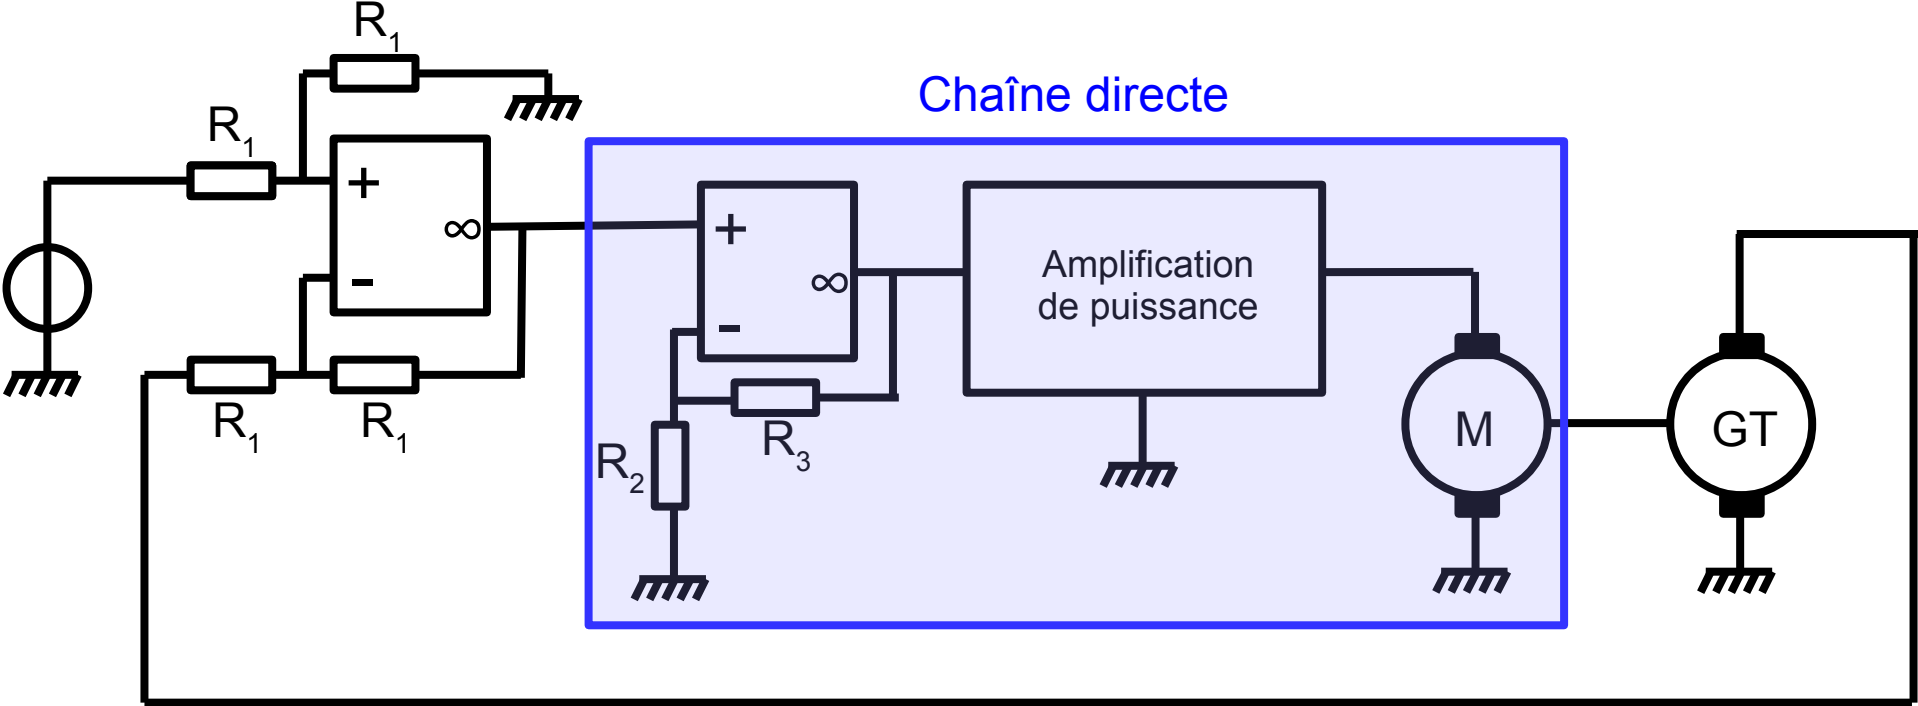 R1
Chaîne directe
R1
+
∞
-
+
∞
-
Amplification
de puissance
R1
R1
R2
R3
M
GT